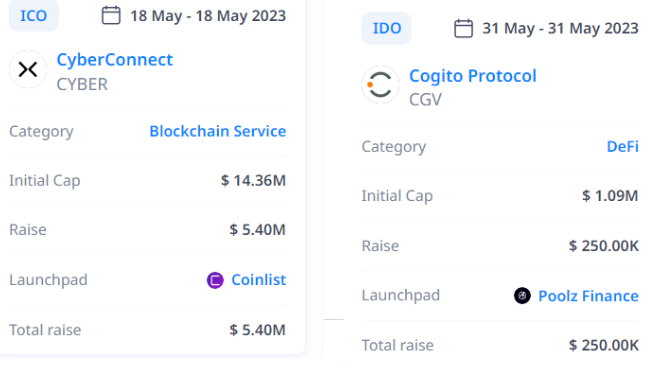 ICO 18 May - 18 May 2023
CyberConnect
CYBER
Category Blockchain Service
Initial Cap $ 14.36M
Raise $ 5.40M
Launchpad Coinlist
Total raise $ 5.40M
IDO 31 May - 31 May 2023
Cogito Protocol
CGV
Category DeFi
Initial Cap $ 1.09M
Raise $ 250.00K
Launchpad Poolz Finance
Total raise $ 250.00K